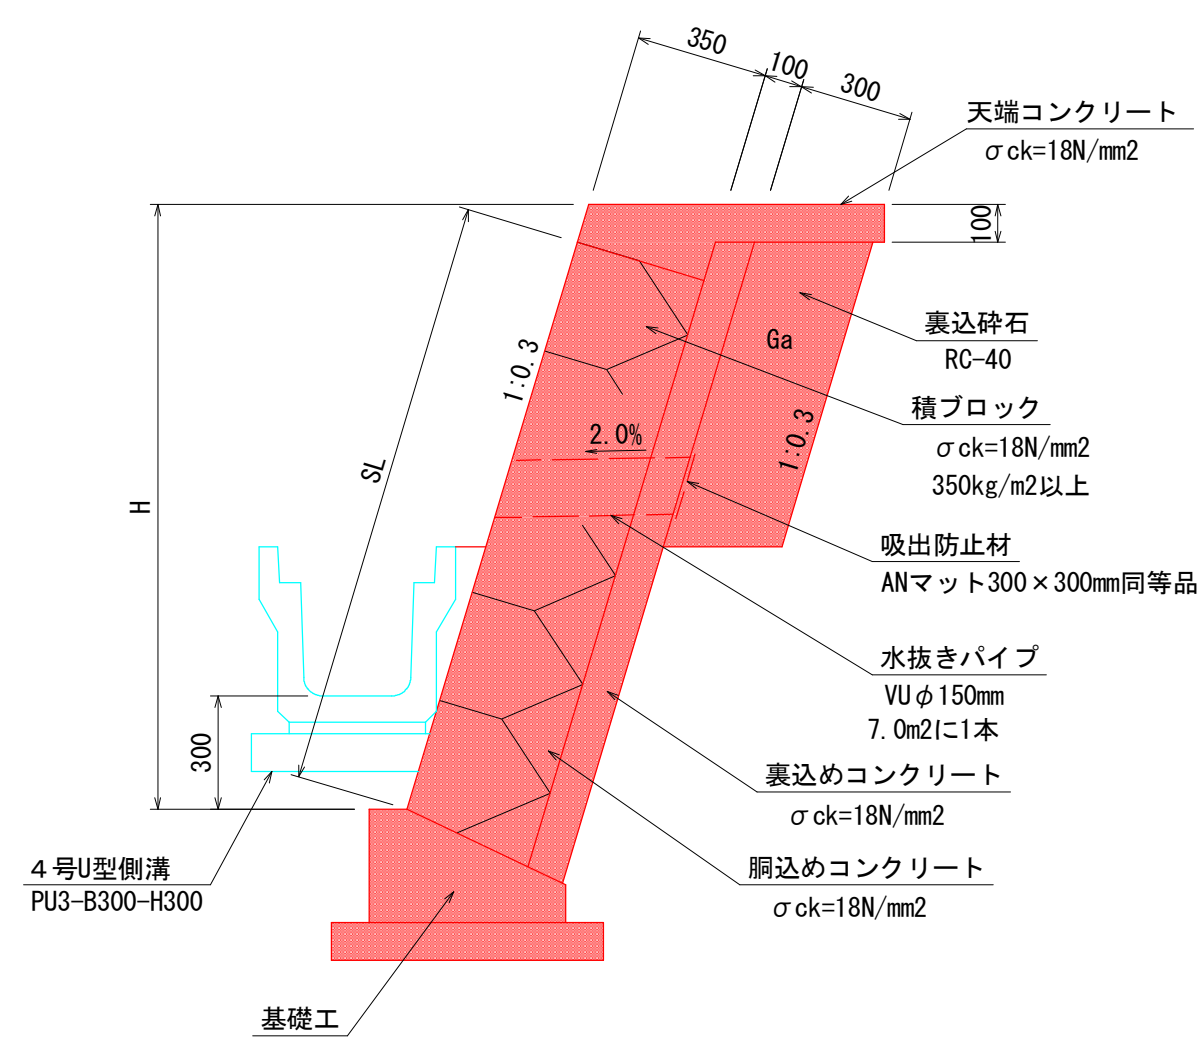 350
100
300
天端コンクリート
σck=18N/mm2
100
裏込砕石
RC-40
Ga
積ブロック
σck=18N/mm2
350kg/m2以上
1:0.3
1:0.3
2.0%
SL
H
吸出防止材
ANマット300×300mm同等品
水抜きパイプ
VUφ150mm
7.0m2に1本
300
裏込めコンクリート
σck=18N/mm2
胴込めコンクリート
σck=18N/mm2
4号U型側溝
PU3-B300-H300
基礎工